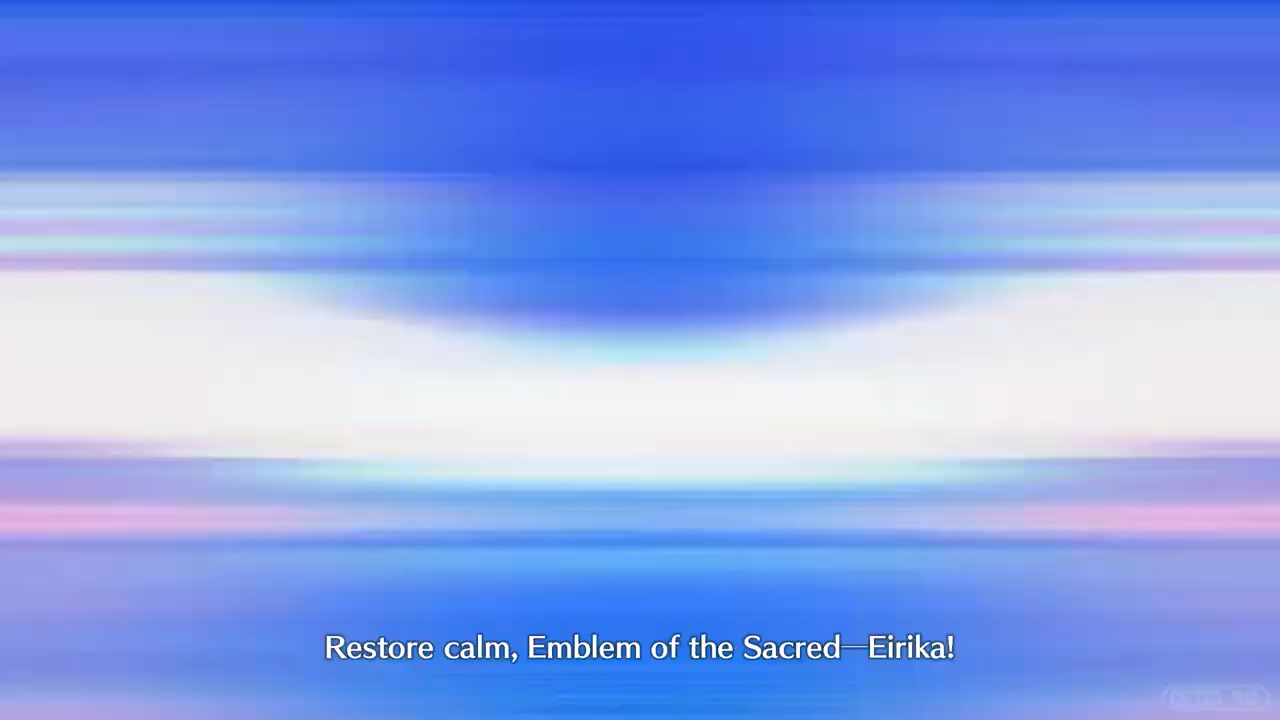 Restore calm, Emblem of the Sacred—Eirika!